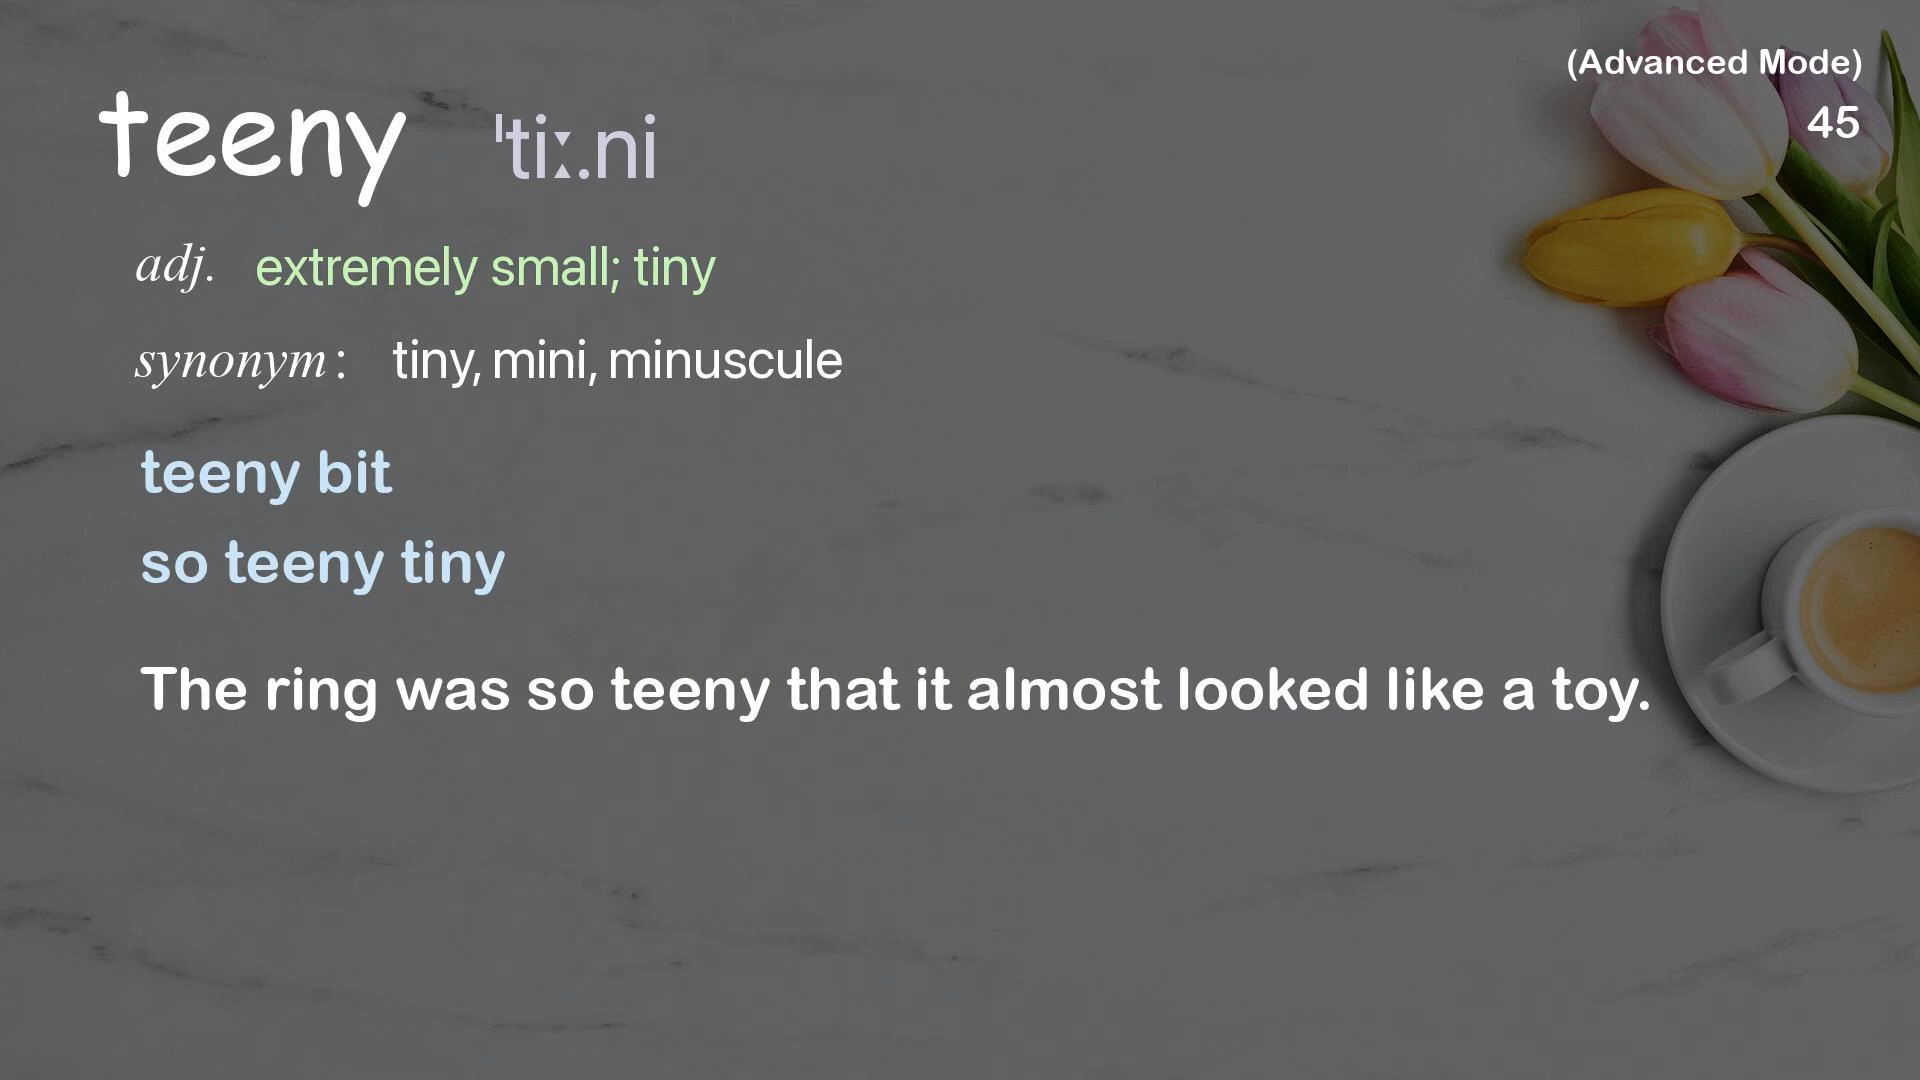 (Advanced Mode)
45
teeny ˈtiː.ni
adj. extremely small; tiny
synonym: tiny, mini, minuscule
teeny bit
so teeny tiny
The ring was so teeny that it almost looked like a toy.